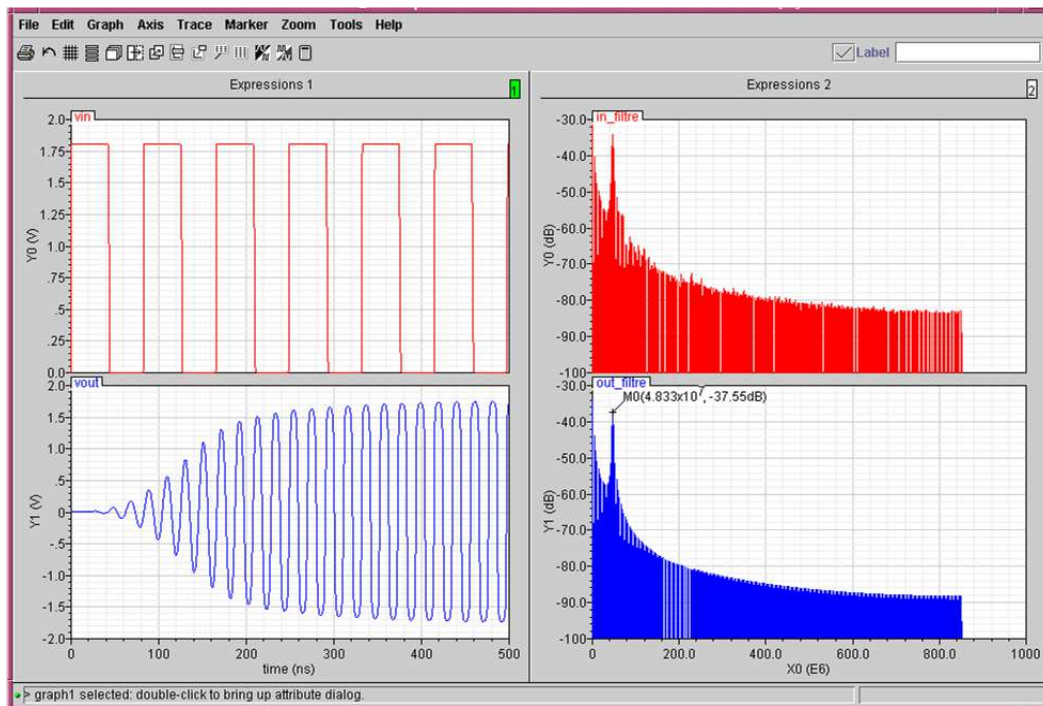 File Edit Graph Axis Trace Marker Zoom Tools Help
Label
Expressions 1
1
vin
2.0
1.75
1.5
1.25
1.0
.75
.5
.25
0.0
Y0 (V)
vout
2.0
1.5
1.0
.5
0
-.5
-1.0
-1.5
-2.0
Y1 (V)
0 100 200 300 400 500
time (ns)
Expressions 2
2
in_filtre
-30.0
-40.0
-50.0
-60.0
-70.0
-80.0
-90.0
-100
Y0 (dB)
out_filtre
M0(4.833x10^7, -37.55dB)
-30.0
-40.0
-50.0
-60.0
-70.0
-80.0
-90.0
-100
Y1 (dB)
0 200.0 400.0 600.0 800.0 1000
X0 (E6)
> graph1 selected: double-click to bring up attribute dialog.